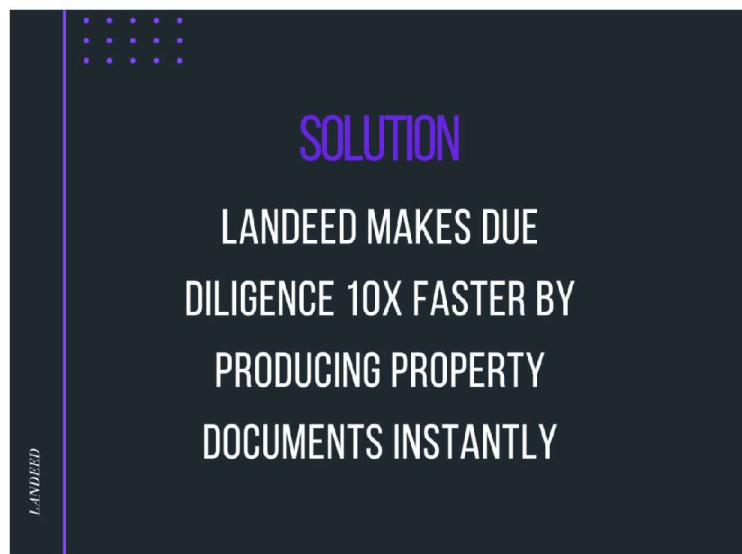 SOLUTION
LANDEED MAKES DUE
DILIGENCE 10X FASTER BY
PRODUCING PROPERTY
DOCUMENTS INSTANTLY
LANDEED